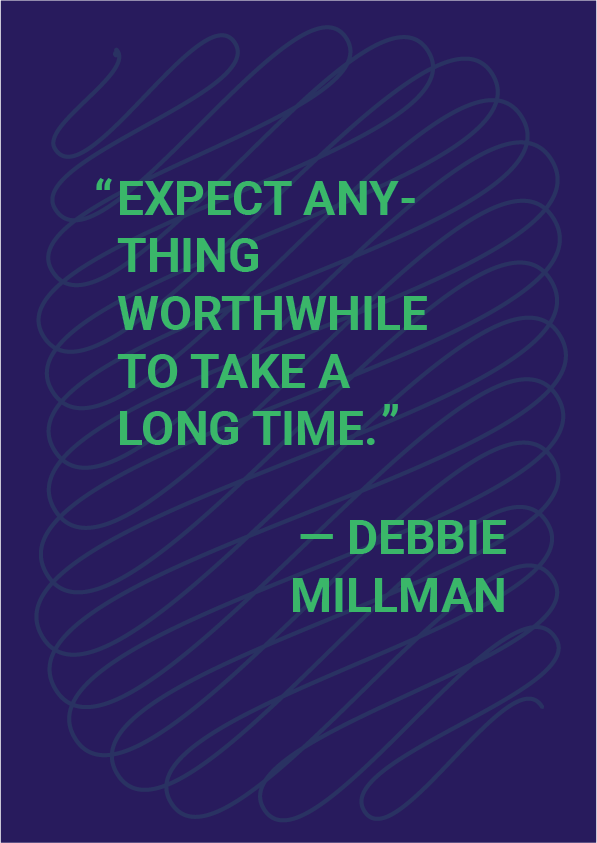 “EXPECT ANY-
THING
WORTHWHILE
TO TAKE A
LONG TIME.”
— DEBBIE
MILLMAN